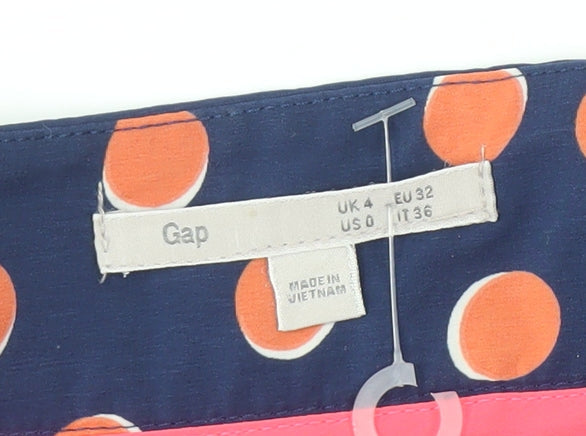 Gap
UK 4 EU 32
US 0 IT 36
MADE IN
VIETNAM